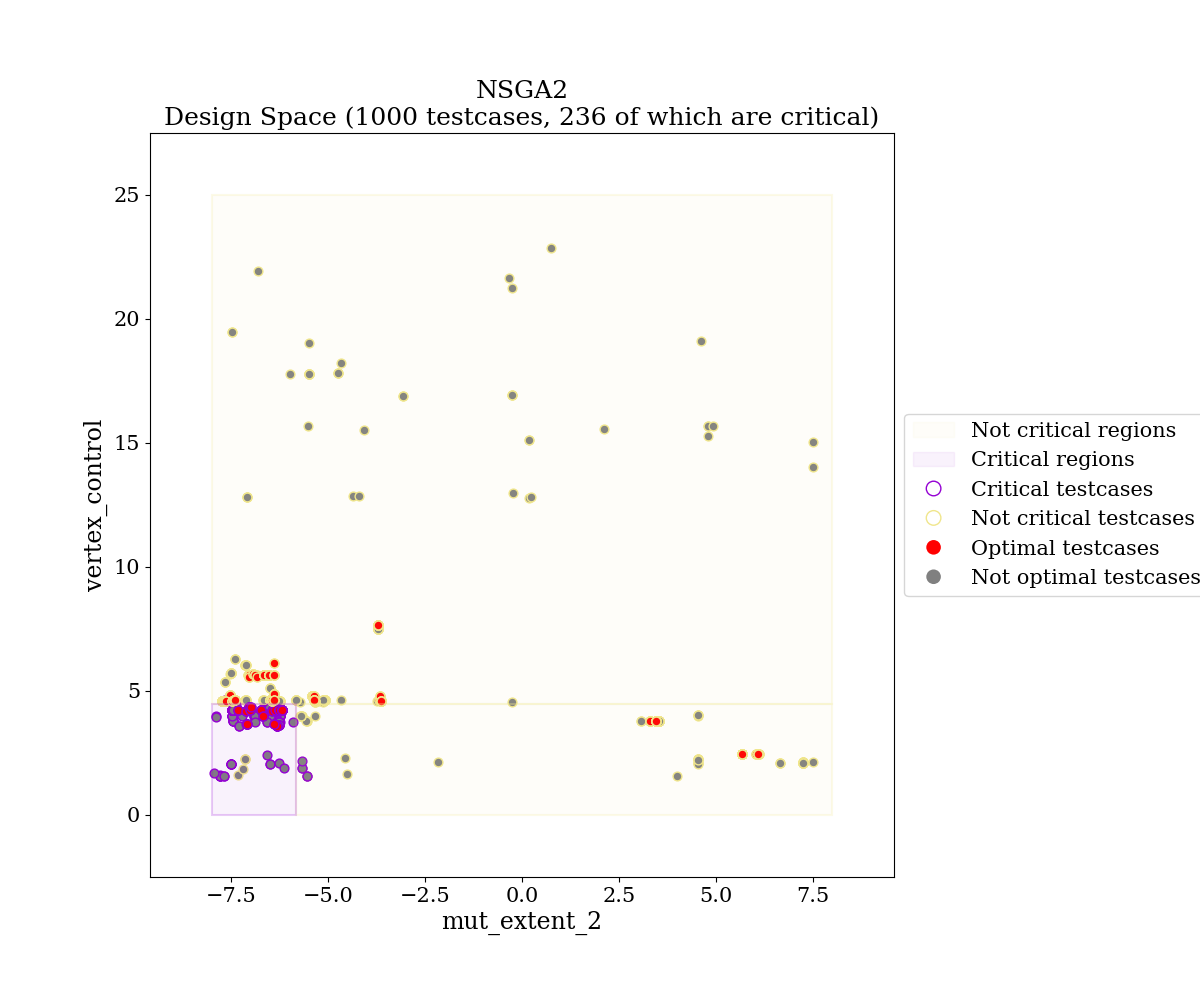 NSGA2
Design Space (1000 testcases, 236 of which are critical)
25
20
15
10
5
0
vertex_control
−7.5 −5.0 −2.5 0.0 2.5 5.0 7.5
mut_extent_2
Not critical regions
Critical regions
Critical testcases
Not critical testcases
Optimal testcases
Not optimal testcases